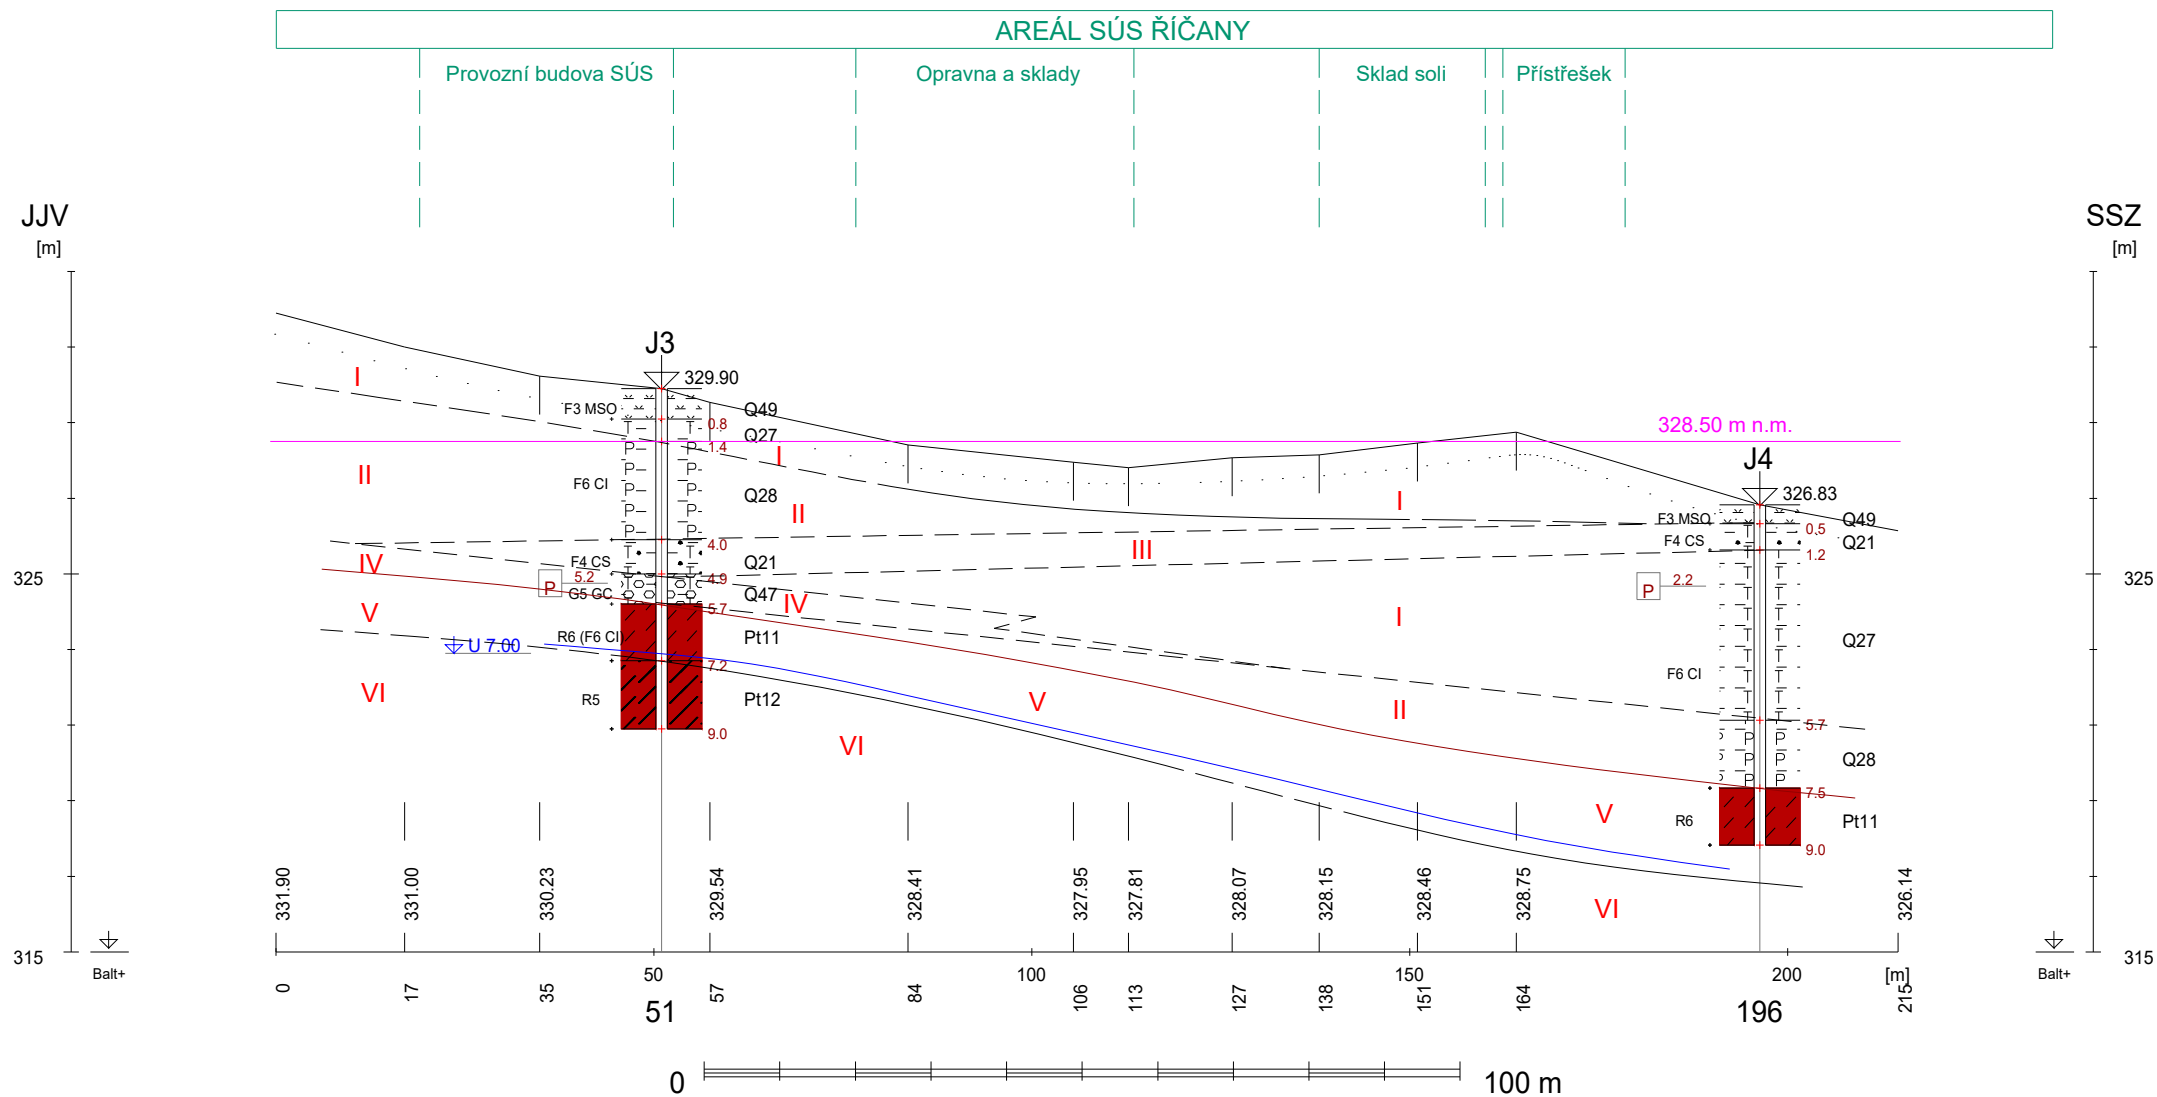 AREÁL SÚS ŘÍČANY
Provozní budova SÚS
Opravna a sklady
Sklad soli
Přístřešek
JJV
[m]
SSZ
[m]
J3
329.90
I
F3 MSO
Q49
0.8
Q27
1.4
I
328.50 m n.m.
J4
326.83
II
F6 CI
Q28
II
I
F3 MSO
Q49
0.5
F4 CS
Q21
1.2
4.0
III
IV
F4 CS
Q21
325
P
5.2
4.9
G5 GC
Q47
5.7
IV
P
2.2
325
V
I
R6 (F6 CI)
Pt11
U 7.00
7.2
Q27
VI
R5
Pt12
9.0
V
II
F6 CI
5.7
VI
Q28
7.5
V
R6
Pt11
9.0
VI
331.90
331.00
330.23
329.54
328.41
327.95
327.81
328.07
328.15
328.46
328.75
326.14
315
Balt+
315
Balt+
50
100
150
200
[m]
0
17
35
57
84
106
113
127
138
151
164
215
51
196
0
100 m